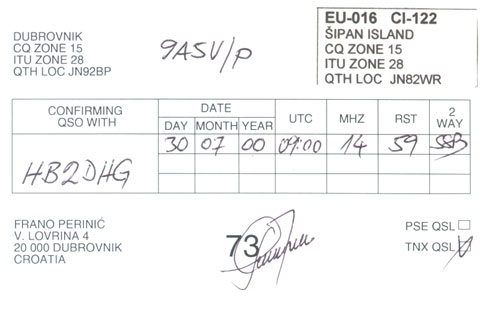 DUBROVNIK
CQ ZONE 15
ITU ZONE 28
QTH LOC JN92BP
9A5V/P
EU-016 CI-122
ŠIPAN ISLAND
CQ ZONE 15
ITU ZONE 28
QTH LOC JN82WR
CONFIRMING QSO WITH
DATE
DAY MONTH YEAR
UTC
MHZ
RST
2 WAY
HB2DHG
30 07 00 09:00 14 59 SSB
FRANO PERINIĆ
V. LOVRINA 4
20 000 DUBROVNIK
CROATIA
73
PSE QSL
TNX QSL